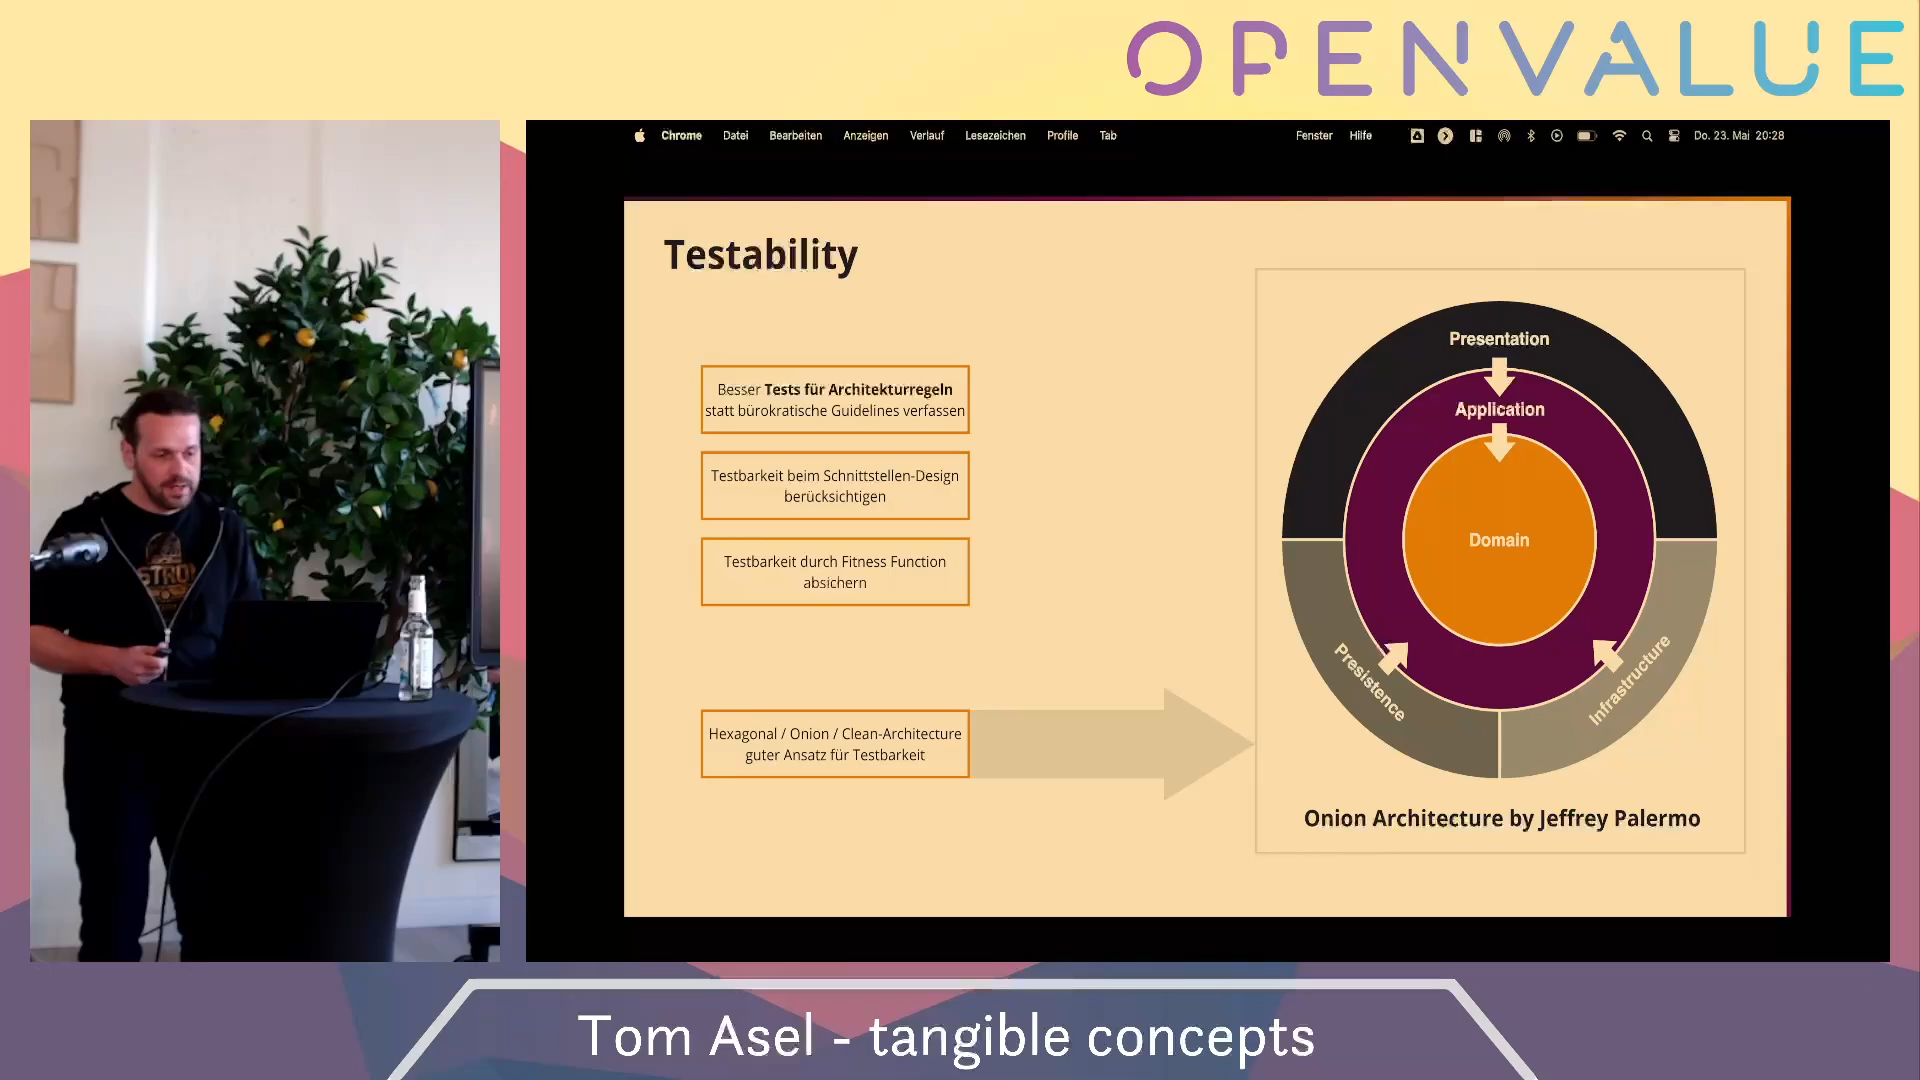 OPENVALUE
Chrome Datei Bearbeiten Anzeigen Verlauf Lesezeichen Profile Tab Fenster Hilfe Do. 23. Mai 20:28
Testability
Besser Tests für Architekturregeln
statt bürokratische Guidelines verfassen
Testbarkeit beim Schnittstellen-Design
berücksichtigen
Testbarkeit durch Fitness Function
absichern
Hexagonal / Onion / Clean-Architecture
guter Ansatz für Testbarkeit
Presentation
Application
Domain
Presistence
Infrastructure
Onion Architecture by Jeffrey Palermo
Tom Asel - tangible concepts